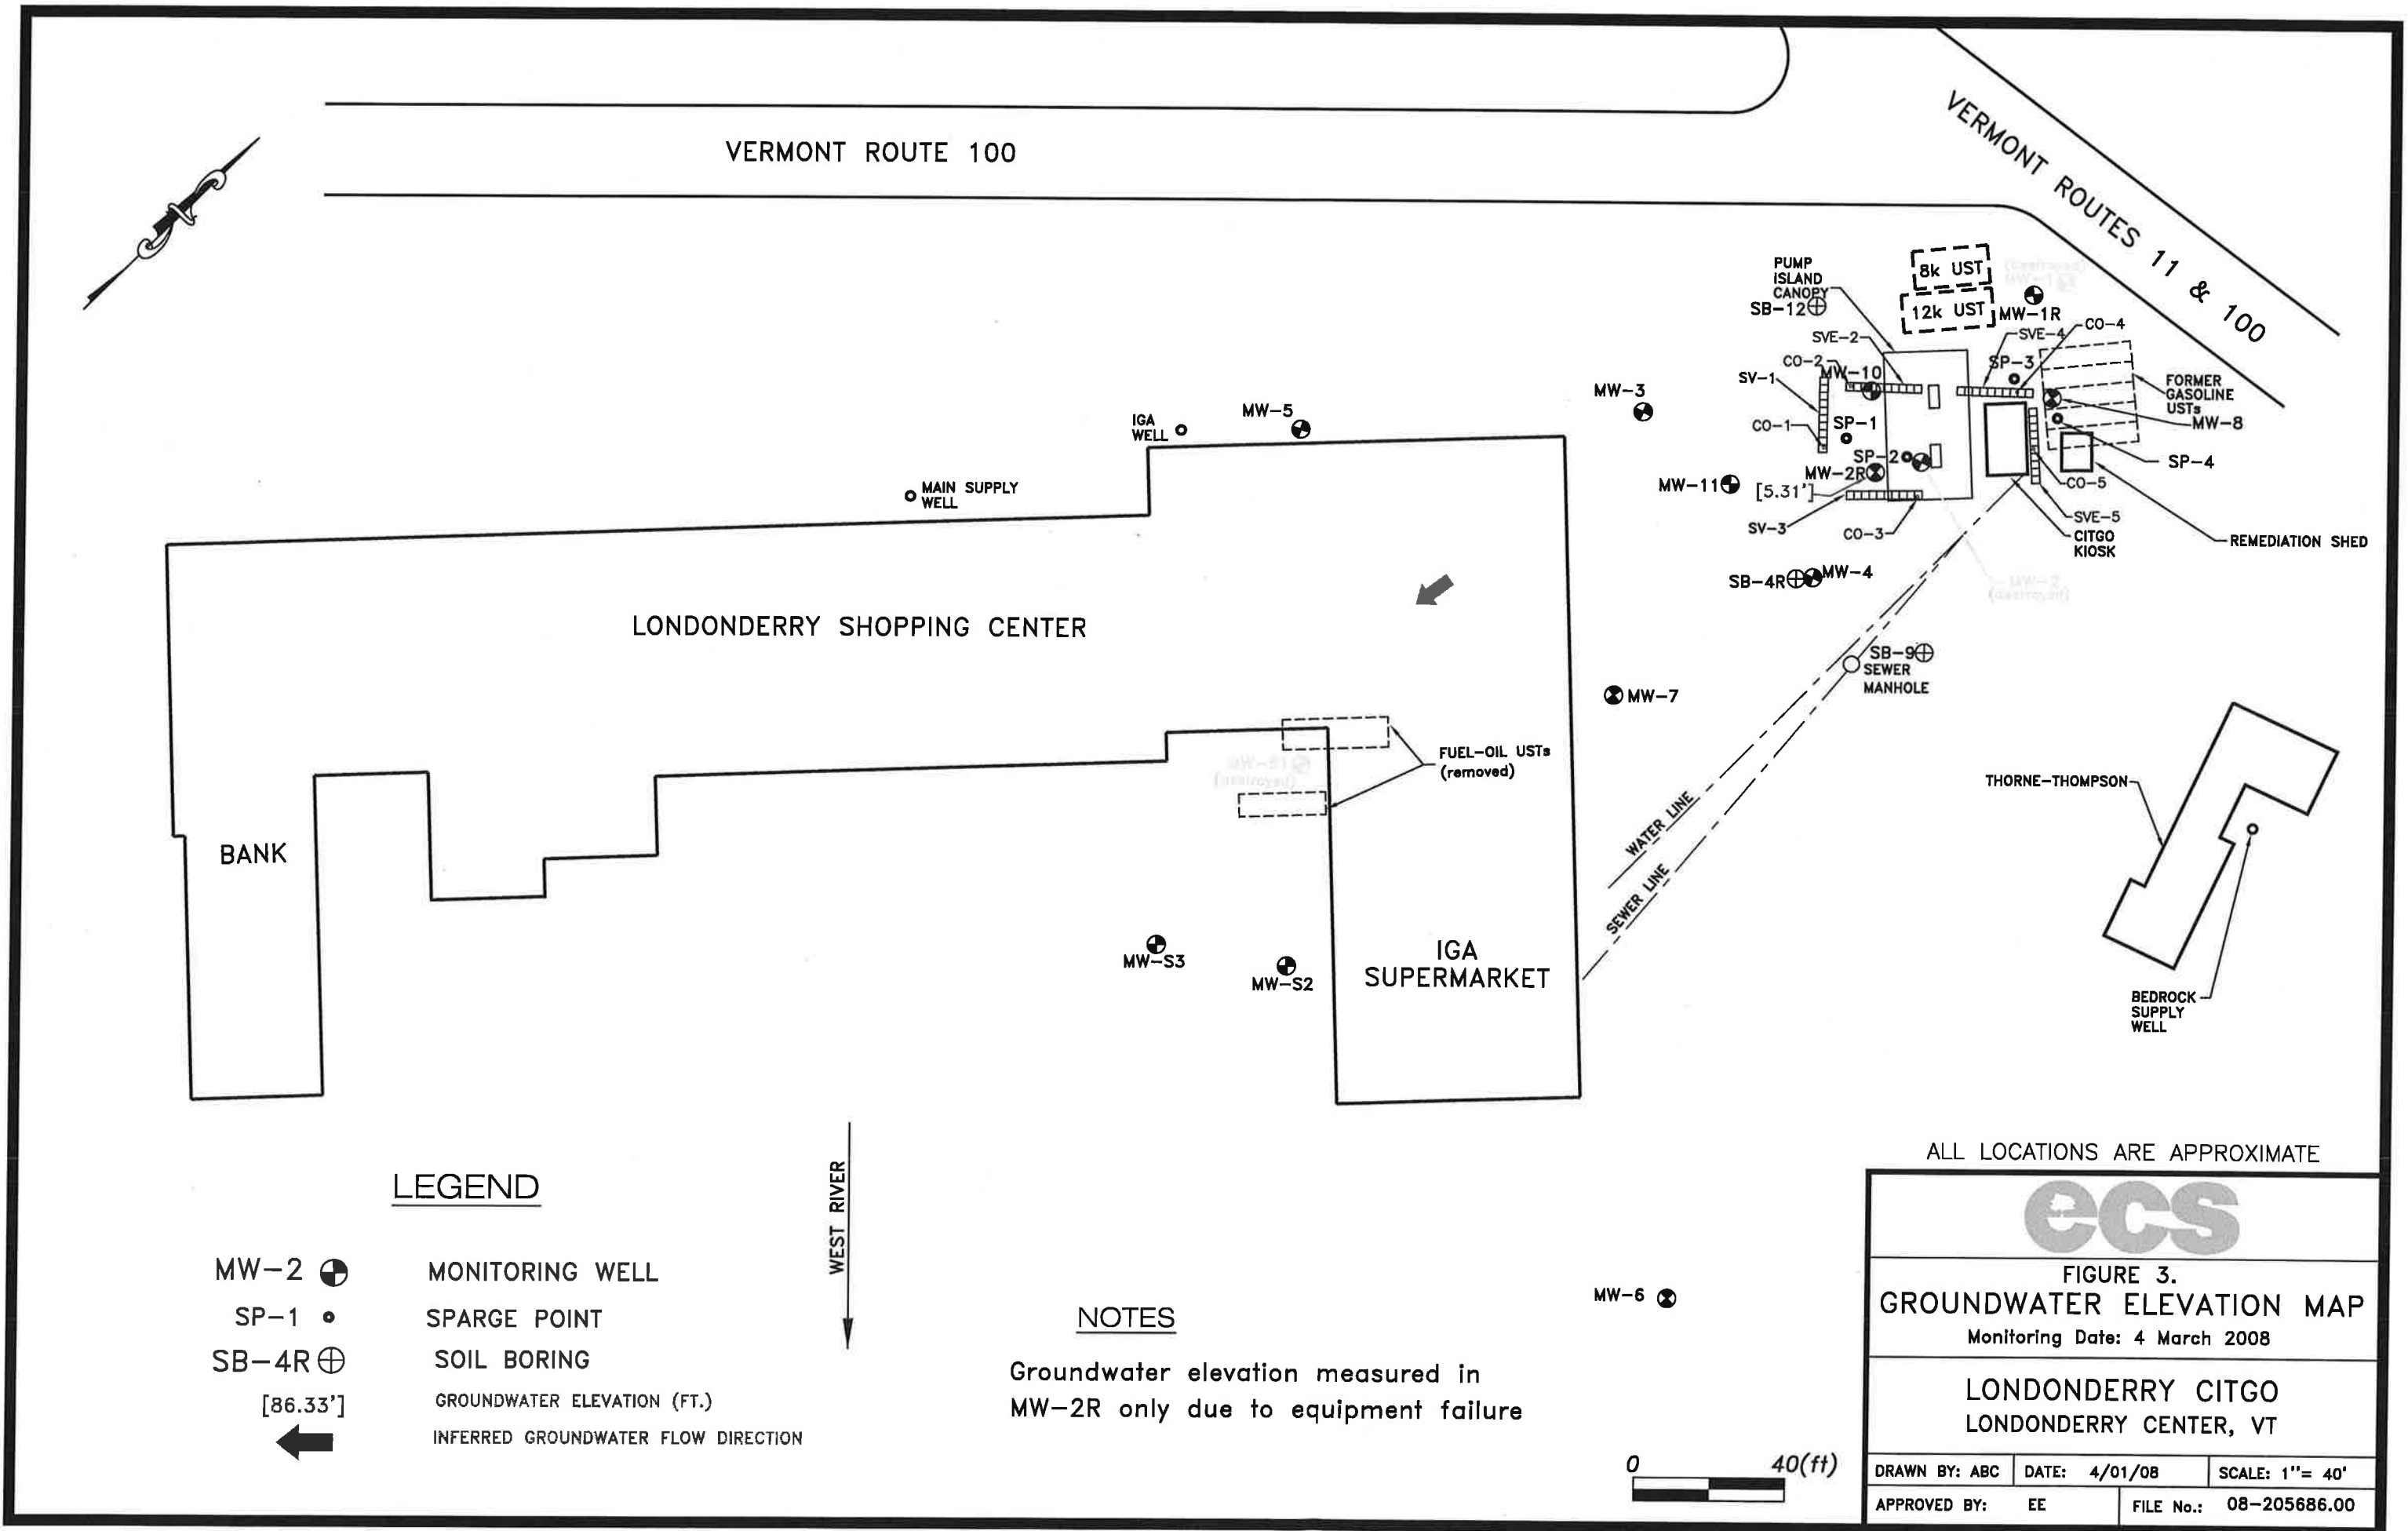 VERMONT ROUTE 100
VERMONT ROUTES 11 & 100
PUMP
ISLAND
CANOPY
SB-12
8k UST
12k UST
(destroyed)
MW-1
MW-1R
SVE-4
CO-4
SVE-2
CO-2
MW-10
SV-1
SP-3
FORMER
GASOLINE
USTs
MW-8
CO-1
SP-1
SP-2
MW-2R
[5.31']
SP-4
CO-5
SV-3
CO-3
SVE-5
CITGO
KIOSK
REMEDIATION SHED
MW-3
MW-11
IGA
WELL
MW-5
MAIN SUPPLY
WELL
SB-4R
MW-4
MW-2
(destroyed)
LONDONDERRY SHOPPING CENTER
SB-9
SEWER
MANHOLE
MW-7
FUEL-OIL USTs
(removed)
MW-S1
(destroyed)
THORNE-THOMPSON
WATER LINE
SEWER LINE
BANK
MW-S3
MW-S2
IGA
SUPERMARKET
BEDROCK
SUPPLY
WELL
WEST RIVER
MW-6
LEGEND
MW-2 MONITORING WELL
SP-1 SPARGE POINT
SB-4R SOIL BORING
[86.33'] GROUNDWATER ELEVATION (FT.)
INFERRED GROUNDWATER FLOW DIRECTION
NOTES
Groundwater elevation measured in
MW-2R only due to equipment failure
0 40(ft)
ALL LOCATIONS ARE APPROXIMATE
ecs
FIGURE 3.
GROUNDWATER ELEVATION MAP
Monitoring Date: 4 March 2008
LONDONDERRY CITGO
LONDONDERRY CENTER, VT
DRAWN BY: ABC DATE: 4/01/08 SCALE: 1"= 40'
APPROVED BY: EE FILE No.: 08-205686.00